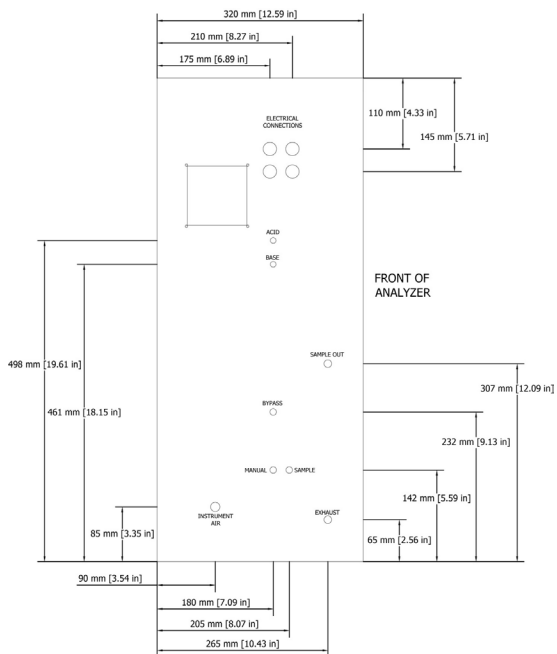 320 mm [12.59 in]
210 mm [8.27 in]
175 mm [6.89 in]
110 mm [4.33 in]
145 mm [5.71 in]
ELECTRICAL
CONNECTIONS
ACID
BASE
FRONT OF
ANALYZER
SAMPLE OUT
498 mm [19.61 in]
307 mm [12.09 in]
461 mm [18.15 in]
BYPASS
232 mm
[9.13 in]
MANUAL
SAMPLE
142 mm [5.59 in]
INSTRUMENT
AIR
EXHAUST
85 mm [3.35 in]
65 mm [2.56 in]
90 mm [3.54 in]
180 mm [7.09 in]
205 mm [8.07 in]
265 mm [10.43 in]